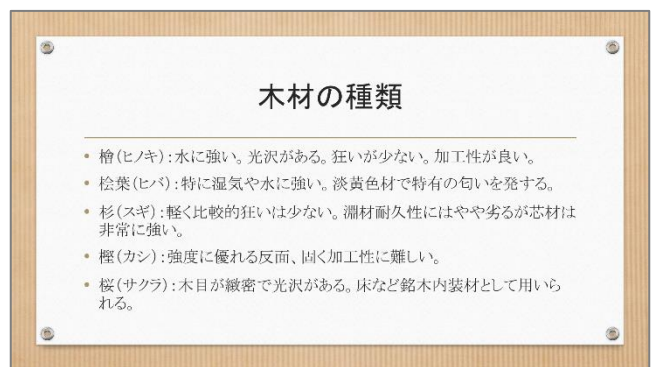 木材の種類
• 檜(ヒノキ):水に強い。光沢がある。狂いが少ない。加工性が良い。
• 桧葉(ヒバ):特に湿気や水に強い。淡黄色材で特有の匂いを発する。
• 杉(スギ):軽く比較的狂いは少ない。淵材耐久性にはやや劣るが芯材は
非常に強い。
• 樫(カシ):強度に優れる反面、固く加工性に難しい。
• 桜(サクラ):木目が緻密で光沢がある。床など銘木内装材として用いら
れる。